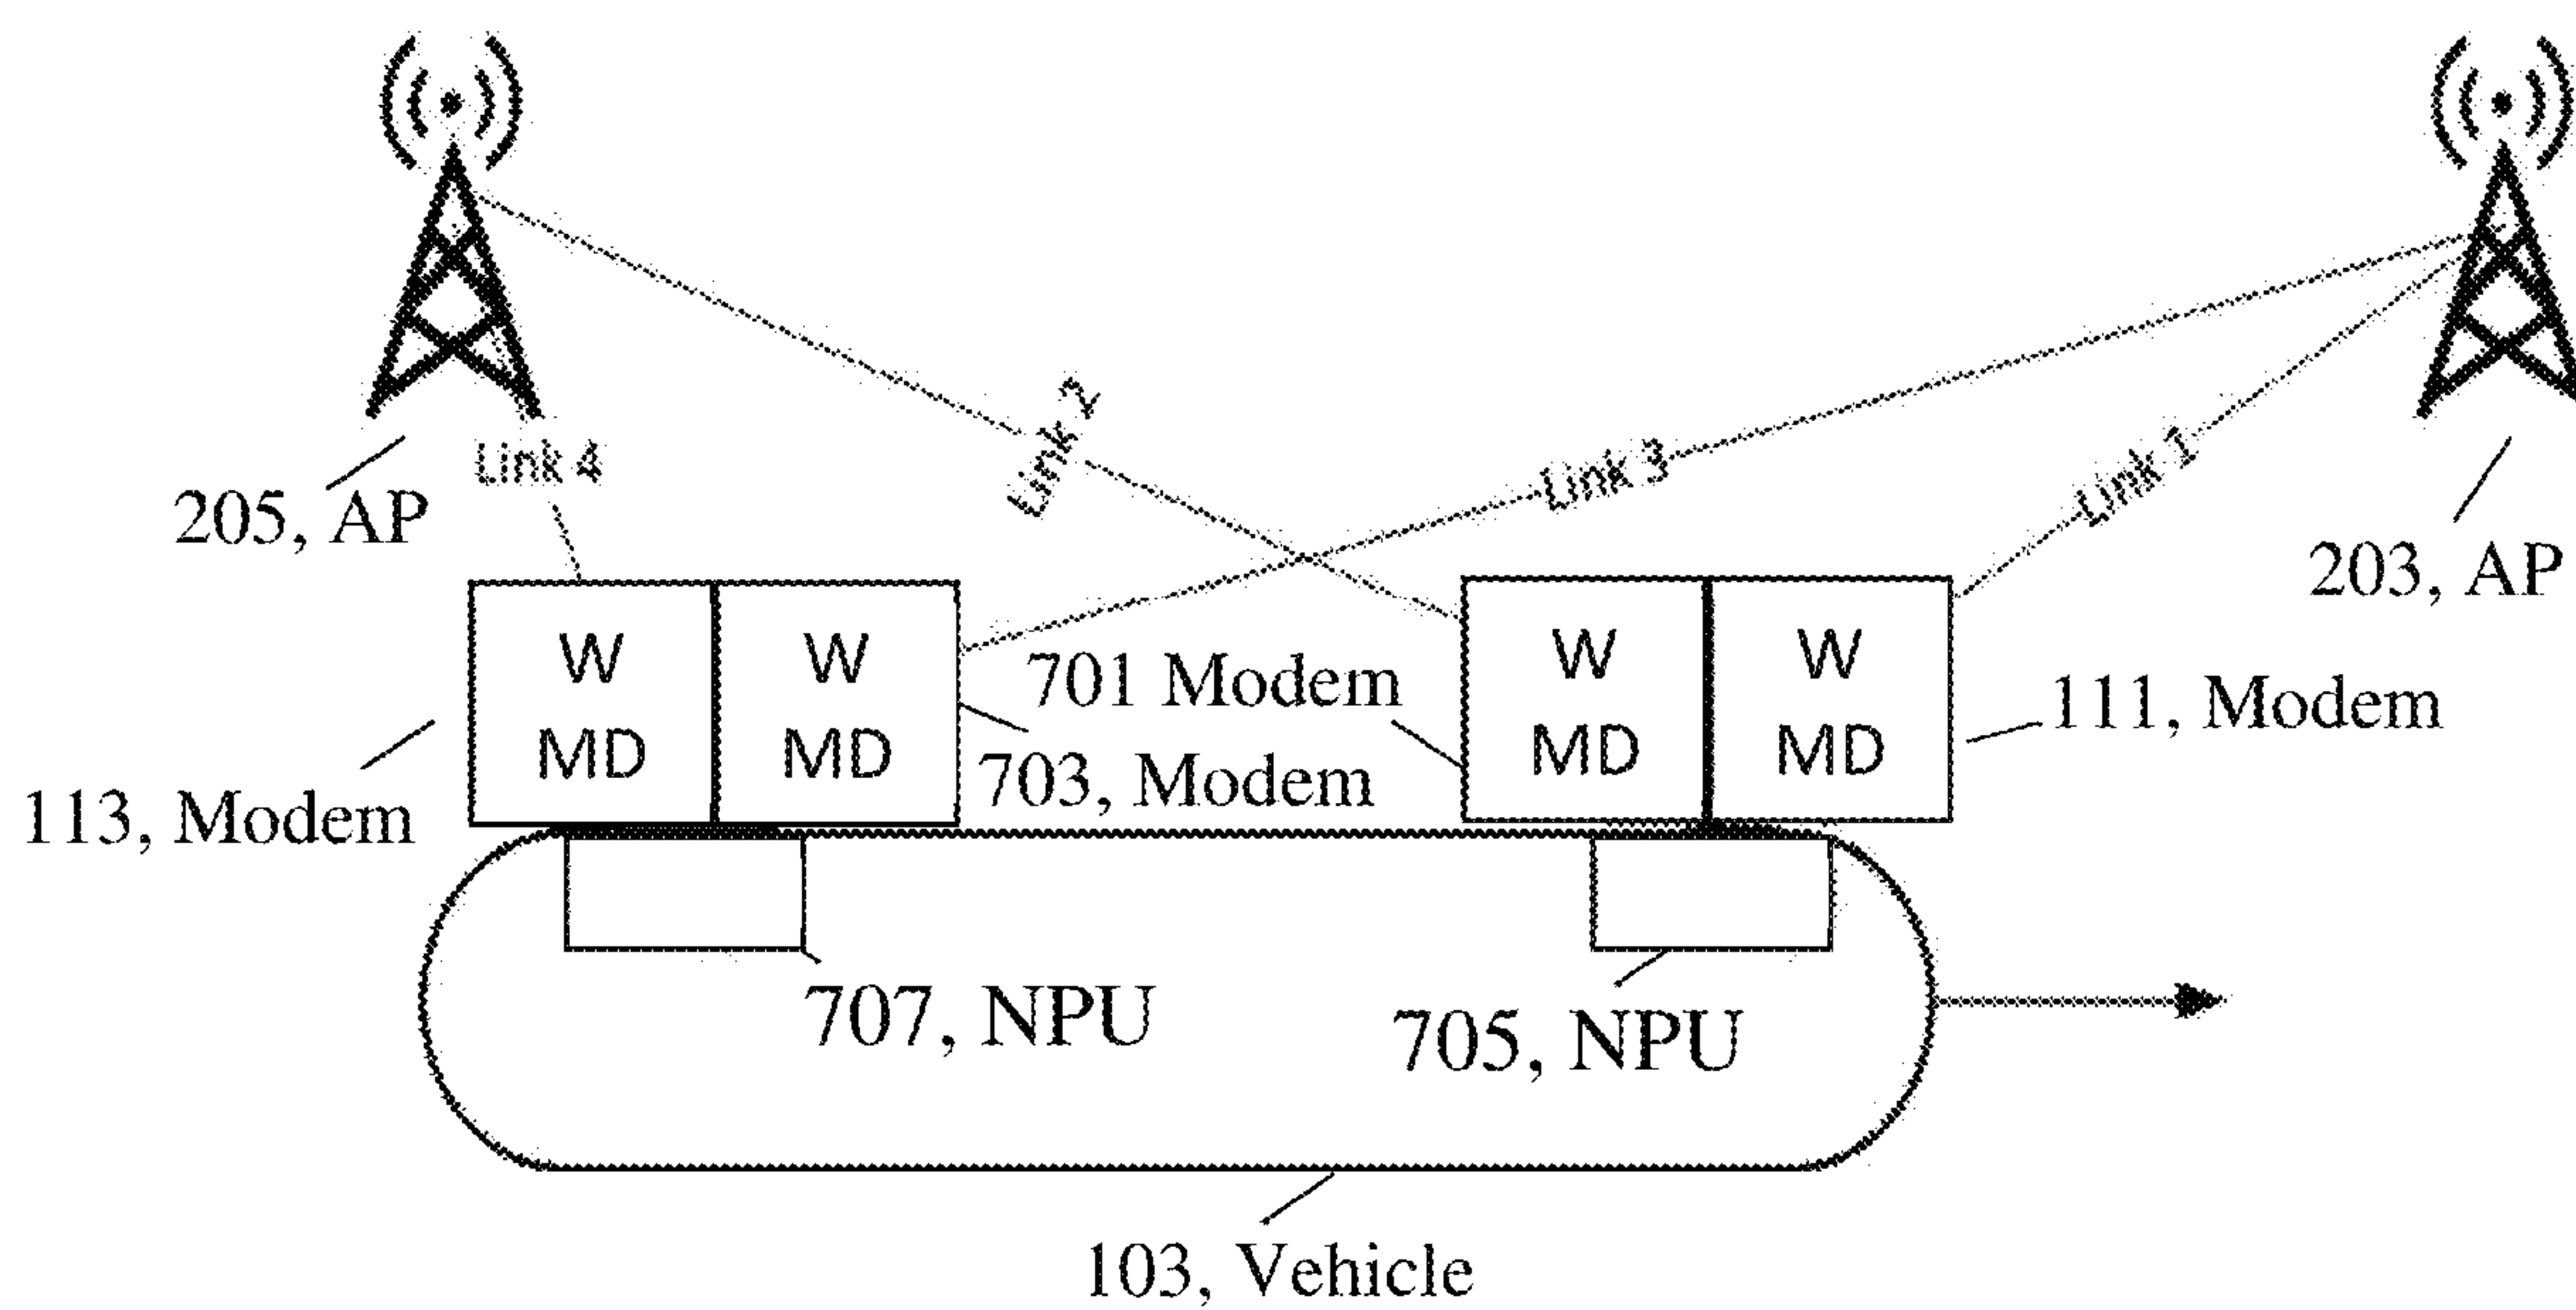 Link 2
Link 4
Link 3
Link 1
205, AP
203, AP
W
MD
W
MD
701 Modem
W
MD
W
MD
111, Modem
703, Modem
113, Modem
707, NPU
705, NPU
103, Vehicle